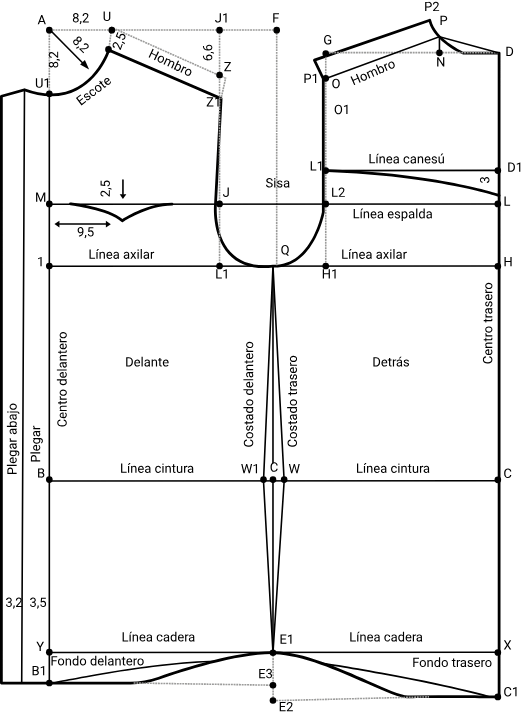 P2
A 8,2 U J1 F P
8,2
8,2
2,5
6,6
G N D
Hombro
Z
Hombro
P1 O
U1
Escote
Z1
O1
Línea canesú
L1 D1
3
Sisa
2,5
M J L2 L
Línea espalda
9,5
Q
Línea axilar Línea axilar
1 L1 H1 H
Centro delantero
Costado delantero
Costado trasero
Centro trasero
Delante Detrás
Plegar abajo
Plegar
Línea cintura W1 C W Línea cintura
B C
3,2 3,5
Línea cadera E1 Línea cadera
Y X
Fondo delantero Fondo trasero
B1 E3
C1
E2